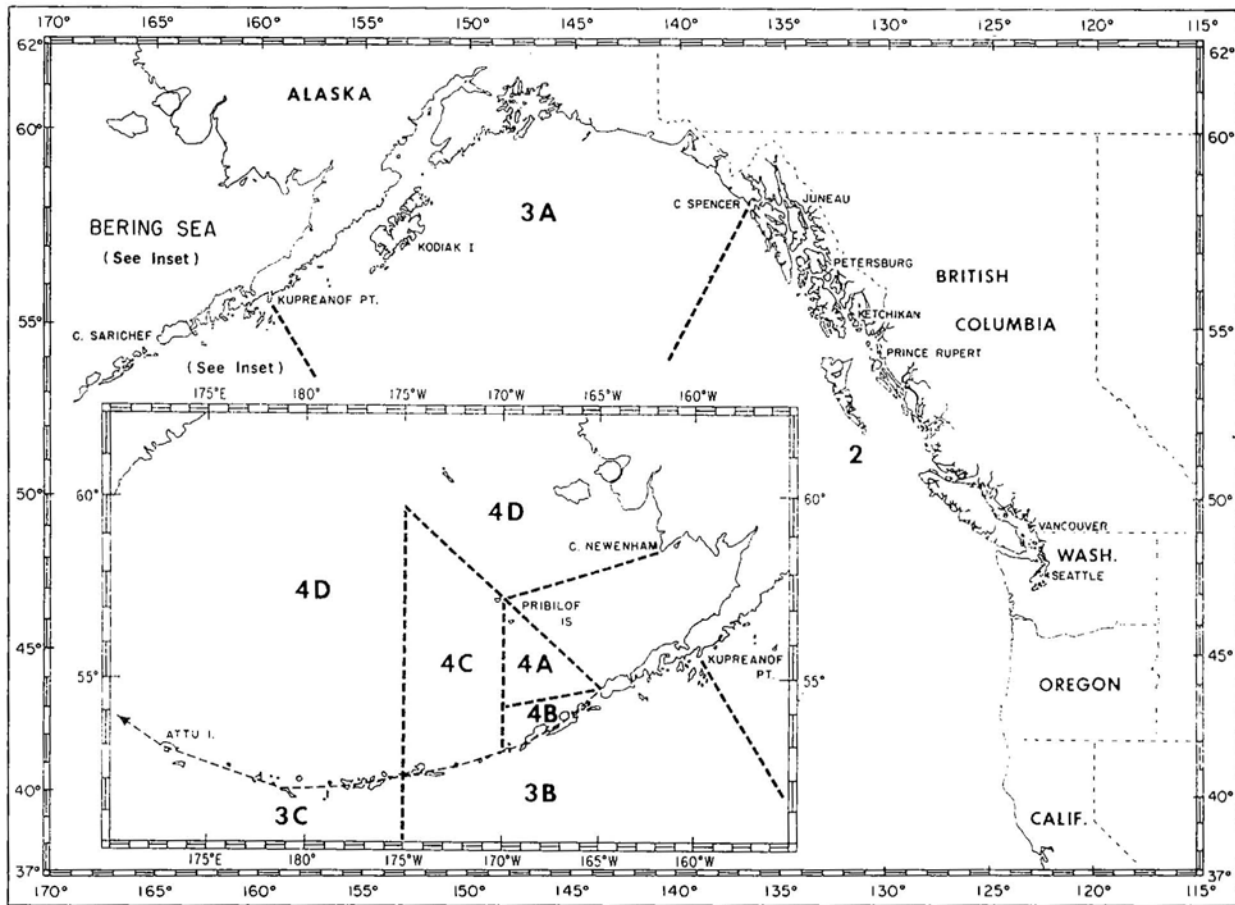 170° 165° 160° 155° 150° 145° 140° 135° 130° 125° 120° 115°
62° 62°
ALASKA
60° 60°
3A
C SPENCER
JUNEAU
BERING SEA
(See Inset)
KODIAK I
PETERSBURG
BRITISH
COLUMBIA
KUPREANOF PT.
KETCHIKAN
55° 55°
C. SARICHEF
PRINCE RUPERT
(See Inset)
175°E 180° 175°W 170°W 165°W 160°W
2
60° 60°
50° 50°
4D
C. NEWENHAM
VANCOUVER
WASH.
SEATTLE
4D
PRIBILOF
IS
45° 45°
4C
4A
KUPREANOF
PT.
55° 55°
OREGON
4B
ATTU I.
40° 40°
3B
3C
CALIF.
175°E 180° 175°W 170°W 165°W 160°W
37° 37°
170° 165° 160° 155° 150° 145° 140° 135° 130° 125° 120° 115°